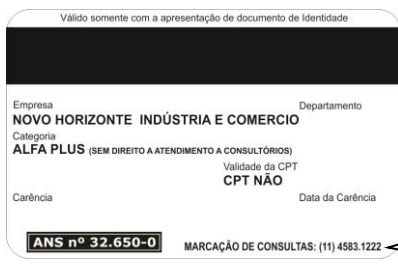 Válido somente com a apresentação de documento de Identidade
Empresa Departamento
NOVO HORIZONTE INDÚSTRIA E COMERCIO
Categoria
ALFA PLUS (SEM DIREITO A ATENDIMENTO A CONSULTÓRIOS)
Validade da CPT
CPT NÃO
Carência Data da Carência
ANS nº 32.650-0 MARCAÇÃO DE CONSULTAS: (11) 4583.1222